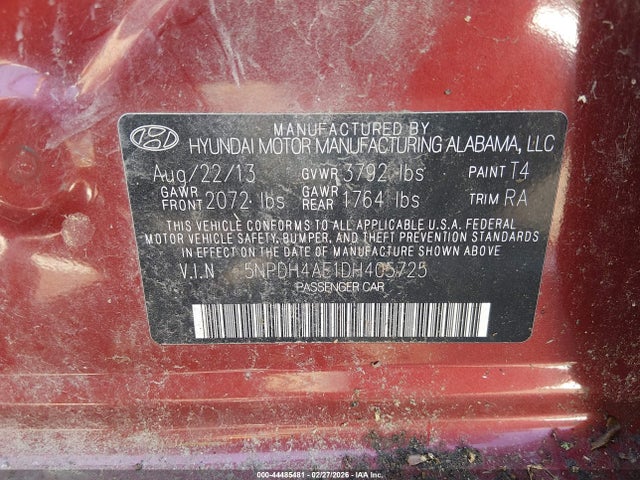 MANUFACTURED BY
HYUNDAI MOTOR MANUFACTURING ALABAMA, LLC
Aug/22/13 GVWR 3792 lbs PAINT T4
GAWR FRONT 2072 lbs GAWR REAR 1764 lbs TRIM RA
THIS VEHICLE CONFORMS TO ALL APPLICABLE U.S.A. FEDERAL
MOTOR VEHICLE SAFETY, BUMPER, AND THEFT PREVENTION STANDARDS
IN EFFECT ON THE DATE OF MANUFACTURE SHOWN ABOVE
V.I.N 5NPDH4AE1DH405725
PASSENGER CAR
000-44485481 - 02/27/2026 - IAA Inc.